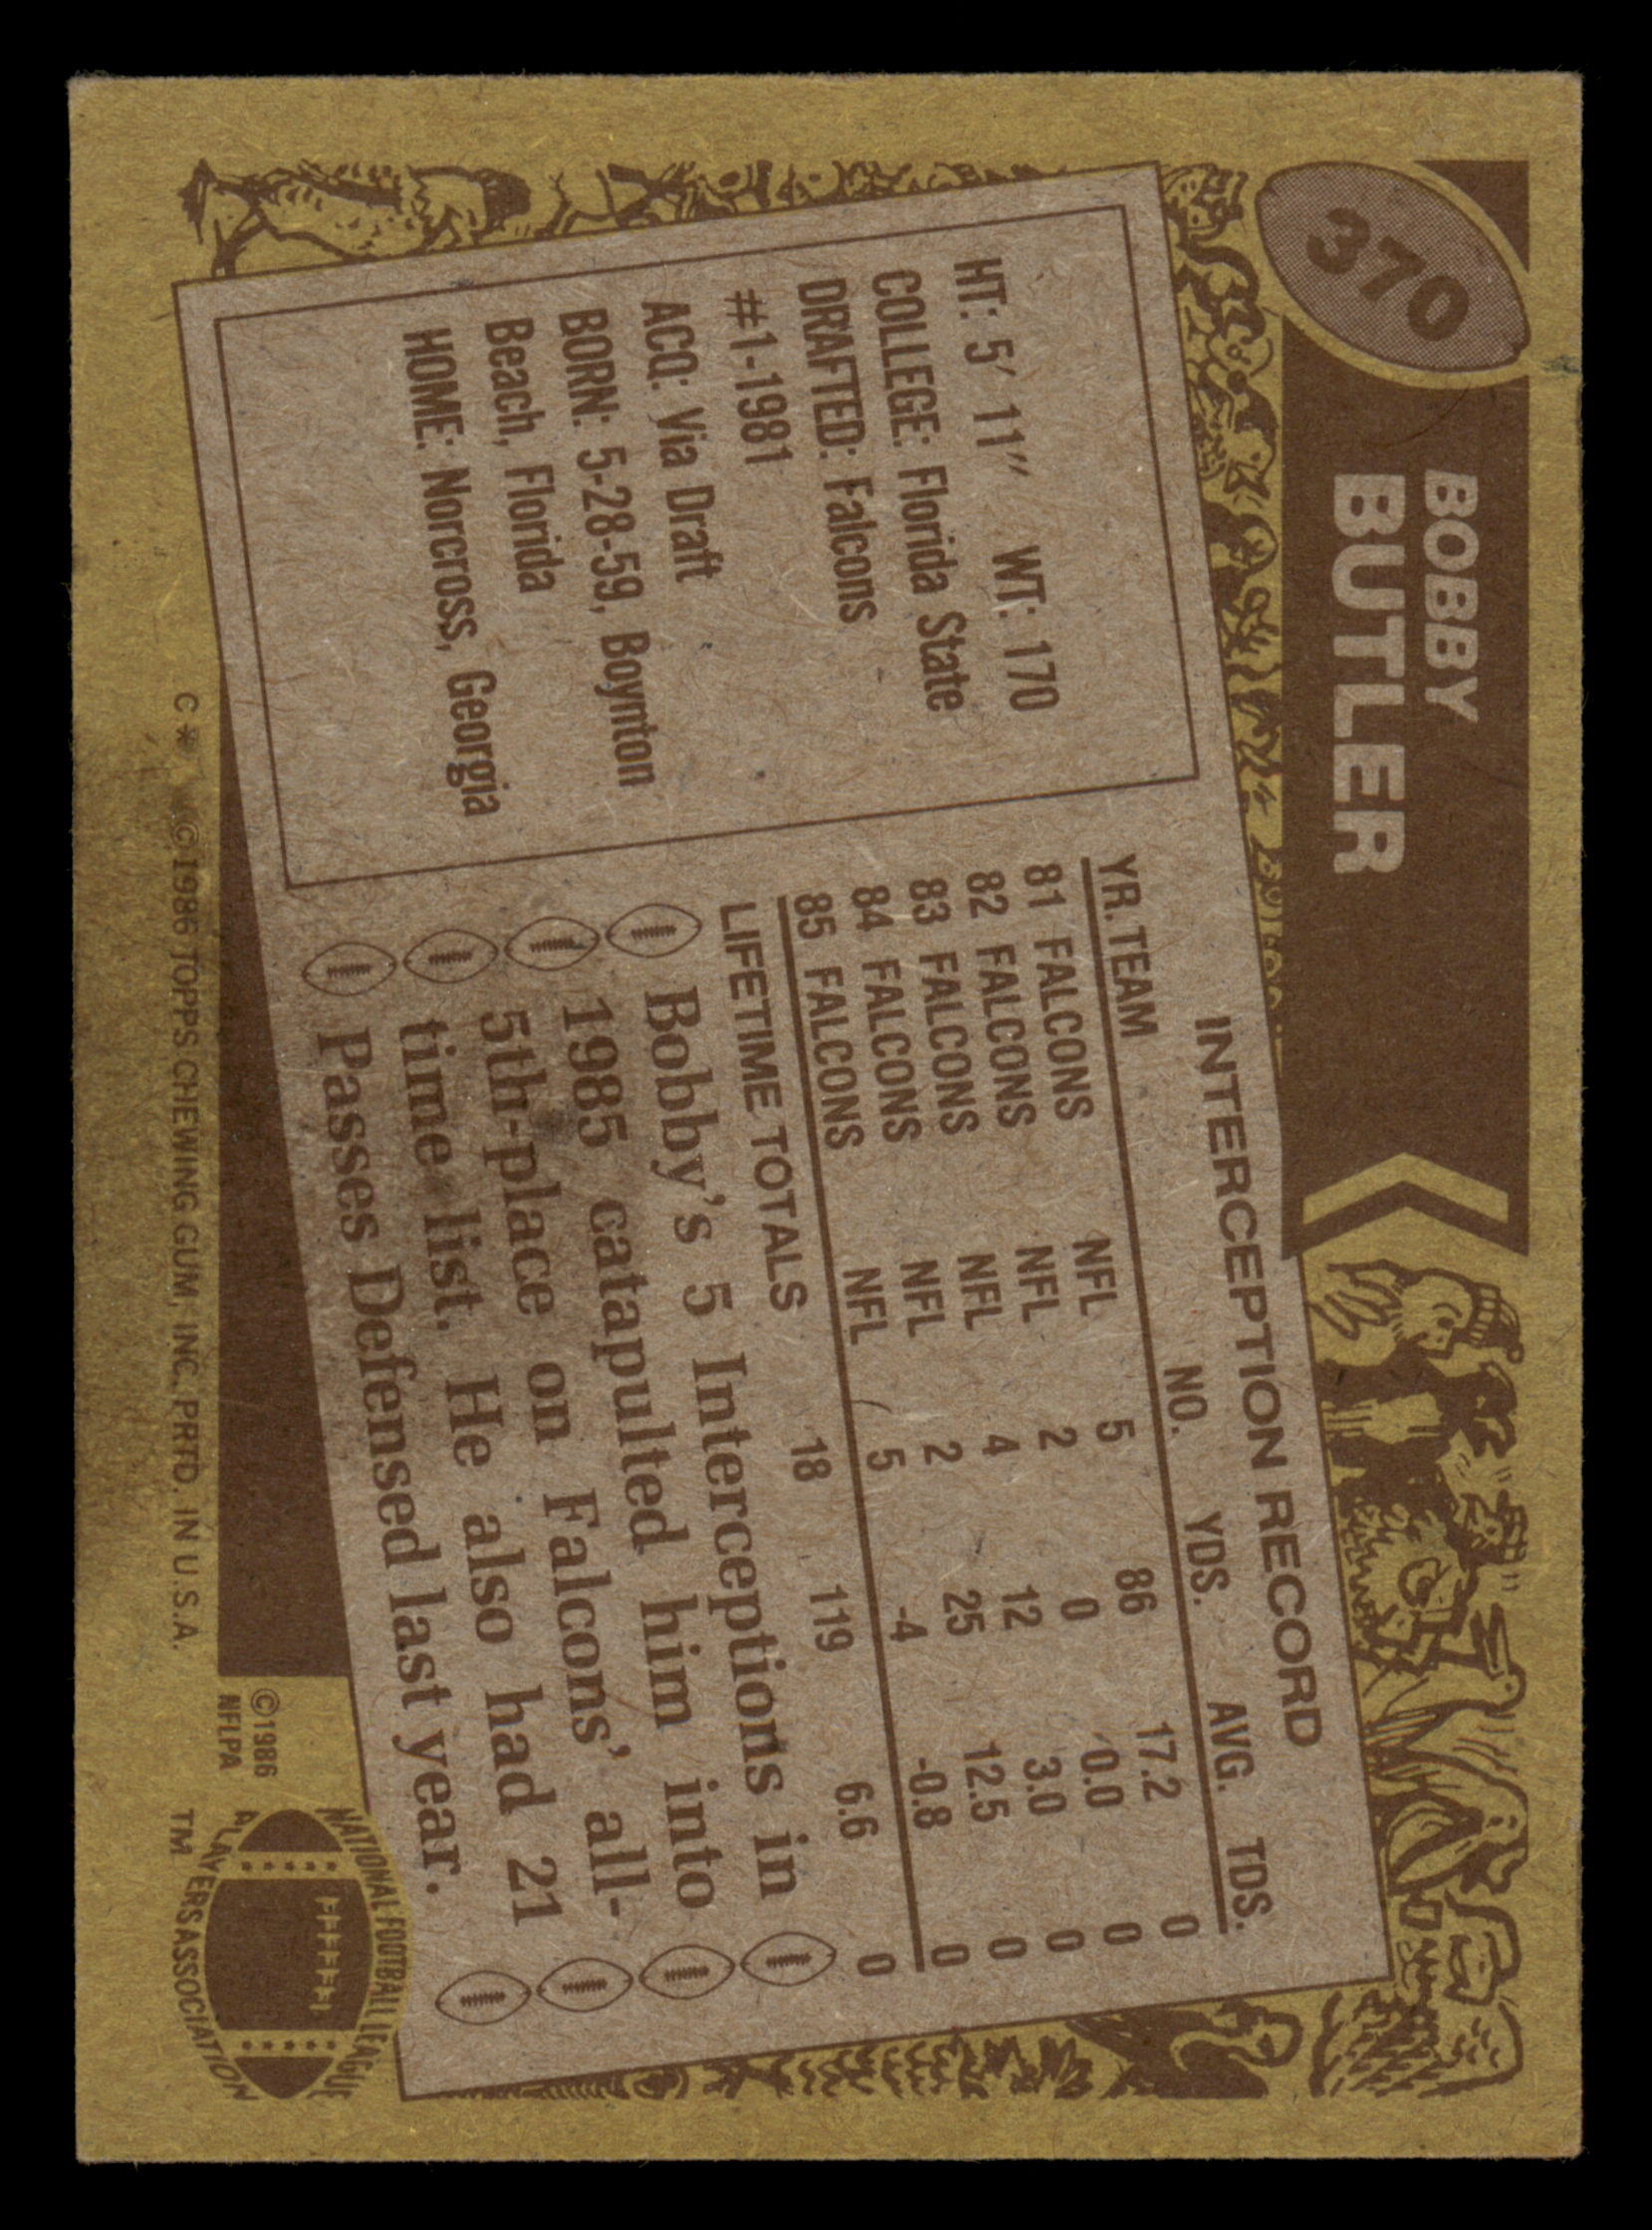 370
BOBBY
BUTLER
HT: 5' 11" WT: 170
COLLEGE: Florida State
DRAFTED: Falcons
#1-1981
ACQ: Via Draft
BORN: 5-28-59, Boynton
Beach, Florida
HOME: Norcross, Georgia
INTERCEPTION RECORD
YR. TEAM NO. YDS. AVG. TDS.
81 FALCONS NFL 5 86 17.2 0
82 FALCONS NFL 2 0 0.0 0
83 FALCONS NFL 4 12 3.0 0
84 FALCONS NFL 2 25 12.5 0
85 FALCONS NFL 5 -4 -0.8 0
LIFETIME TOTALS 18 119 6.6 0
Bobby's 5 Interceptions in
1985 catapulted him into
5th-place on Falcons' all-
time list. He also had 21
Passes Defensed last year.
C* ©1986 TOPPS CHEWING GUM, INC. PRTD. IN U.S.A.
©1986
NFLPA
NATIONAL FOOTBALL LEAGUE
PLAYERS ASSOCIATION
TM